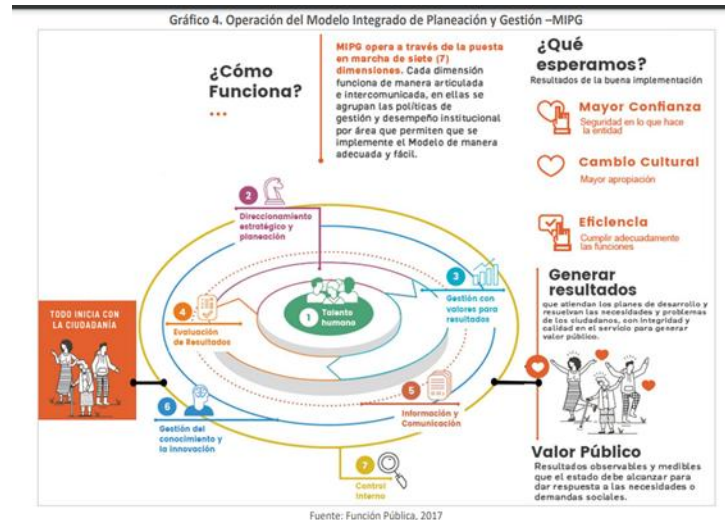 Gráfico 4. Operación del Modelo Integrado de Planeación y Gestión –MIPG
¿Cómo
Funciona?
...
MIPG opera a través de la puesta
en marcha de siete (7)
dimensiones. Cada dimensión
funciona de manera articulada
e intercomunicada, en ellas se
agrupan las políticas de
gestión y desempeño institucional
por área que permiten que se
implemente el Modelo de manera
adecuada y fácil.
¿Qué
esperamos?
Resultados de la buena implementación
Mayor Confianza
Seguridad en lo que hace
la entidad
Cambio Cultural
Mayor apropiación
Eficiencia
Cumplir adecuadamente
las funciones
Generar
resultados
que atiendan los planes de desarrollo y
resuelvan las necesidades y problemas
de los ciudadanos, con integridad y
calidad en el servicio para generar
valor público.
Valor Público
Resultados observables y medibles
que el estado debe alcanzar para
dar respuesta a las necesidades o
demandas sociales.
TODO INICIA CON
LA CIUDADANÍA
1
Talento
humano
2
Direccionamiento
estratégico y
planeación
3
Gestión con
valores para
resultados
4
Evaluación
de Resultados
5
Información y
Comunicación
6
Gestión del
conocimiento y
la innovación
7
Control
Interno
Fuente: Función Pública, 2017